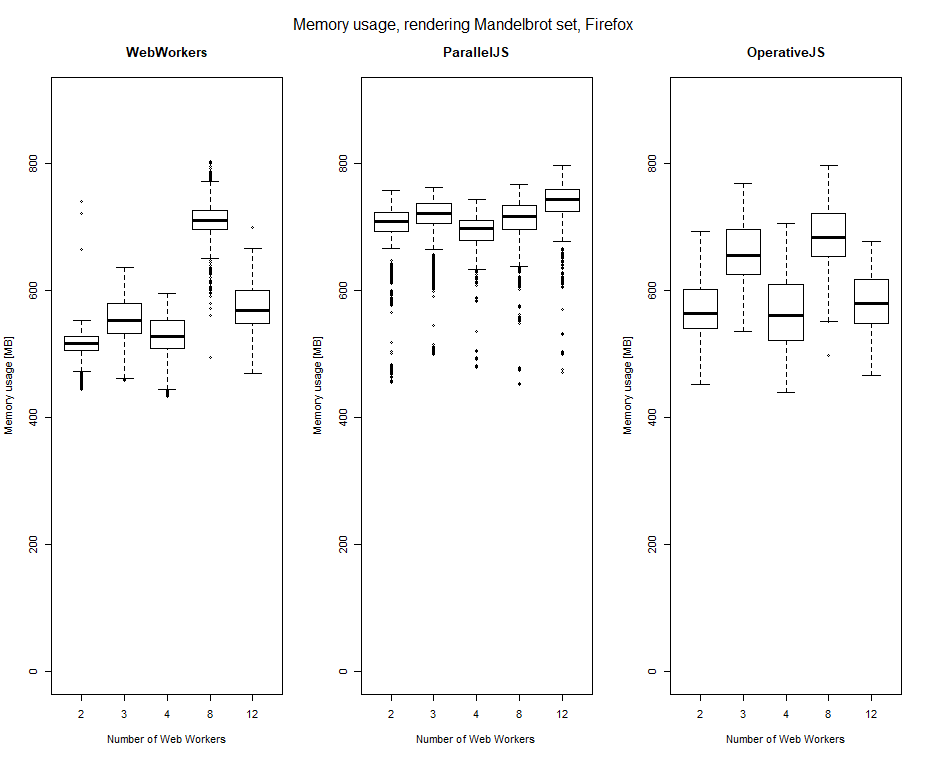 Memory usage, rendering Mandelbrot set, Firefox
WebWorkers
ParallelJS
OperativeJS
Memory usage [MB]
800
600
400
200
0
2 3 4 8 12
Number of Web Workers
Memory usage [MB]
800
600
400
200
0
2 3 4 8 12
Number of Web Workers
Memory usage [MB]
800
600
400
200
0
2 3 4 8 12
Number of Web Workers